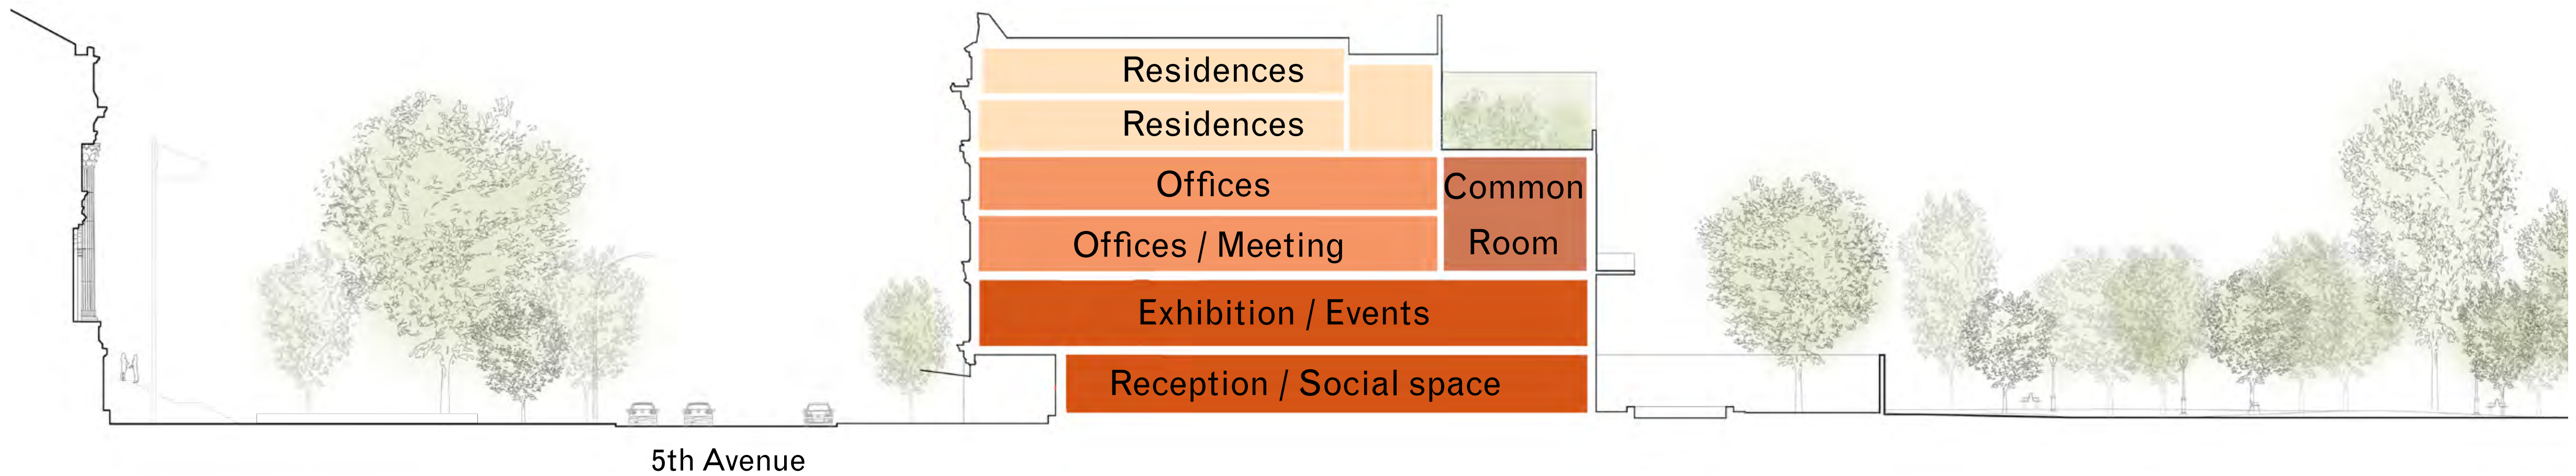 Residences
Residences
Offices
Offices / Meeting
Common
Room
Exhibition / Events
Reception / Social space
5th Avenue